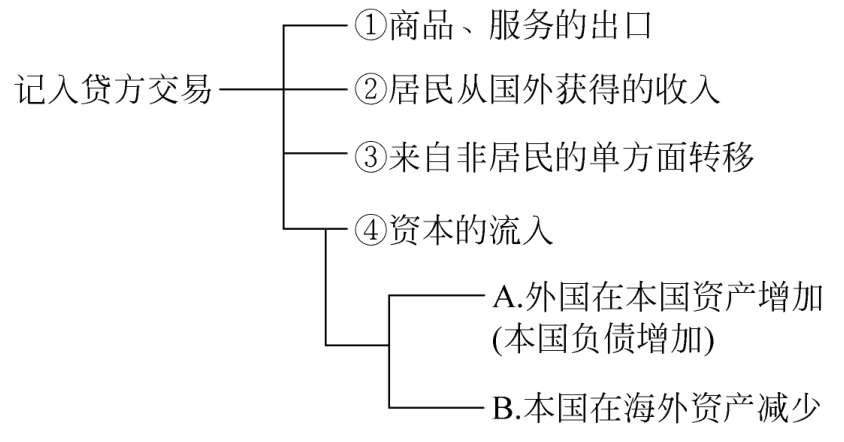 ①商品、服务的出口
记入贷方交易
②居民从国外获得的收入
③来自非居民的单方面转移
④资本的流入
A.外国在本国资产增加
(本国负债增加)
B.本国在海外资产减少